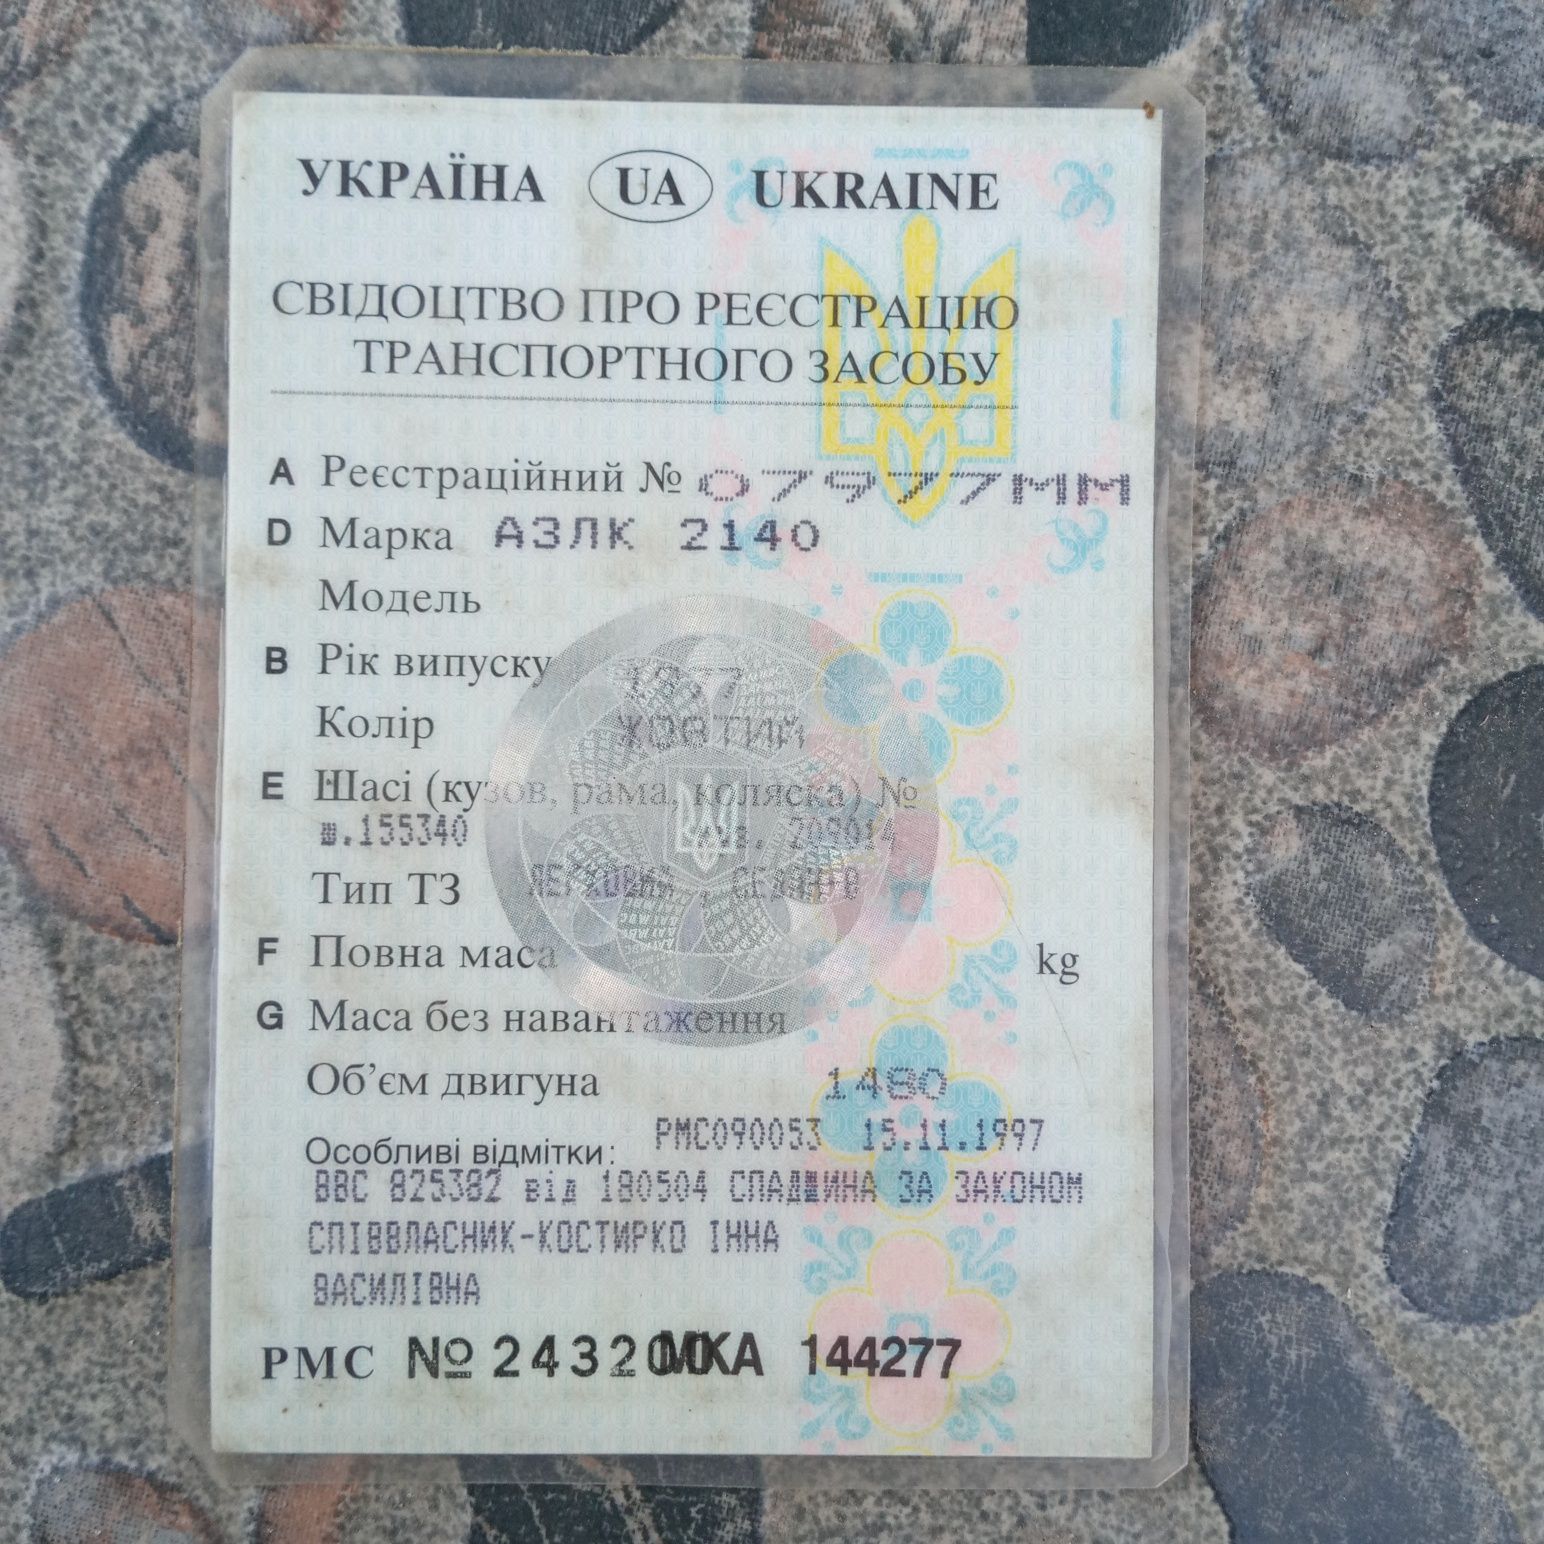 УКРАЇНА UA UKRAINE
СВІДОЦТВО ПРО РЕЄСТРАЦІЮ
ТРАНСПОРТНОГО ЗАСОБУ
A Реєстраційний № 07977ММ
D Марка АЗЛК 2140
Модель
B Рік випуску 1977
Колір ЖОВТИЙ
E Шасі (кузов, рама, коляска) №
ш.155340
Тип ТЗ ЛЕГКОВИЙ
F Повна маса kg
G Маса без навантаження
Об’єм двигуна 1480
Особливі відмітки: РМС090053 15.11.1997
ВВС 825382 від 180504 СПАДШИНА ЗА ЗАКОНОМ
СПІВВЛАСНИК-КОСТИРКО ІННА
ВАСИЛІВНА
РМС № 243200 МКА 144277